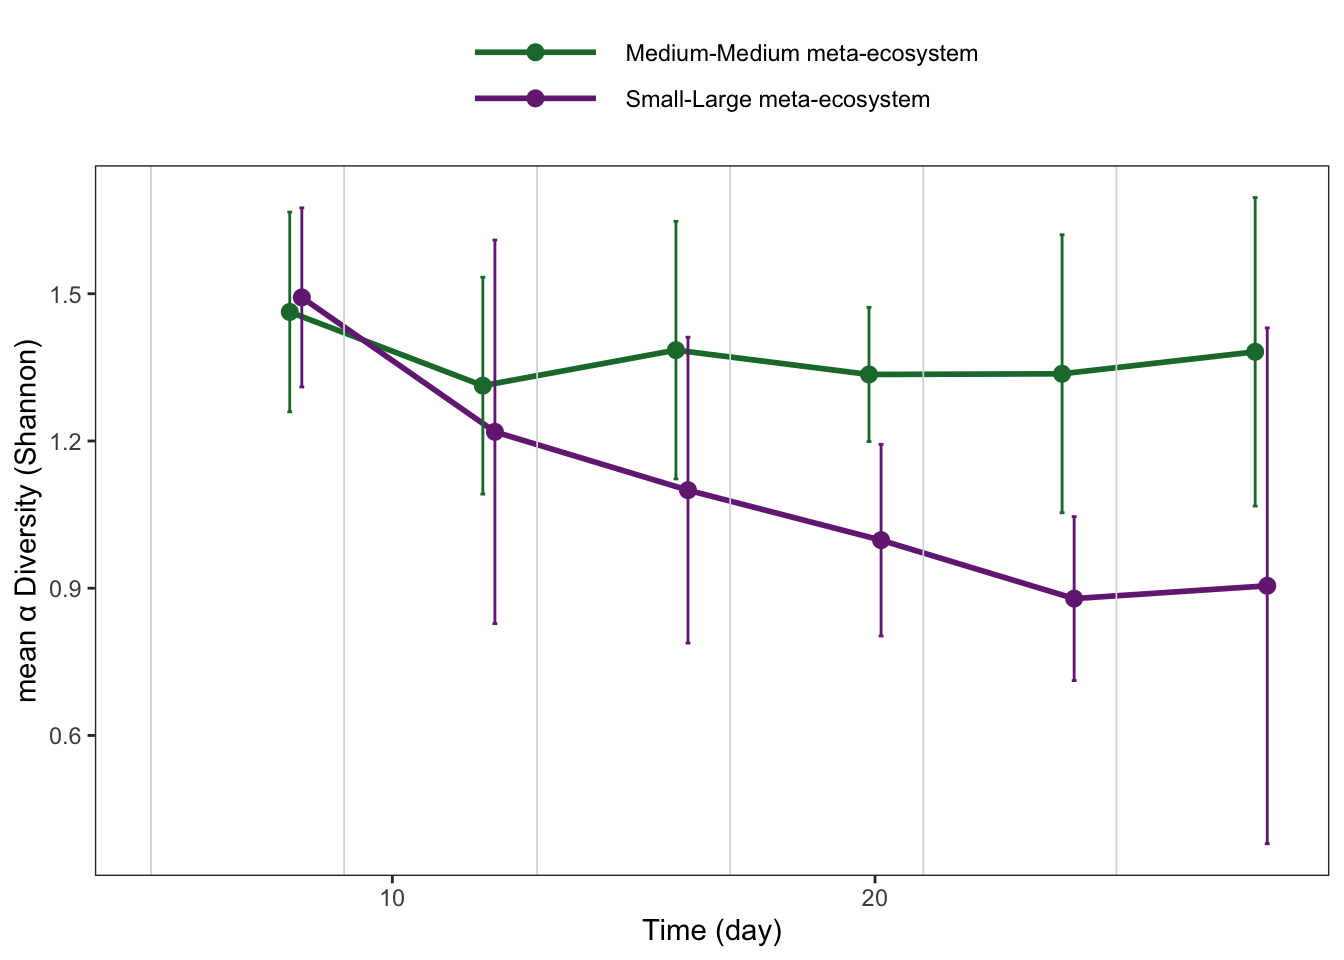 Medium-Medium meta-ecosystem
Small-Large meta-ecosystem
mean α Diversity (Shannon)
1.5
1.2
0.9
0.6
10
20
Time (day)